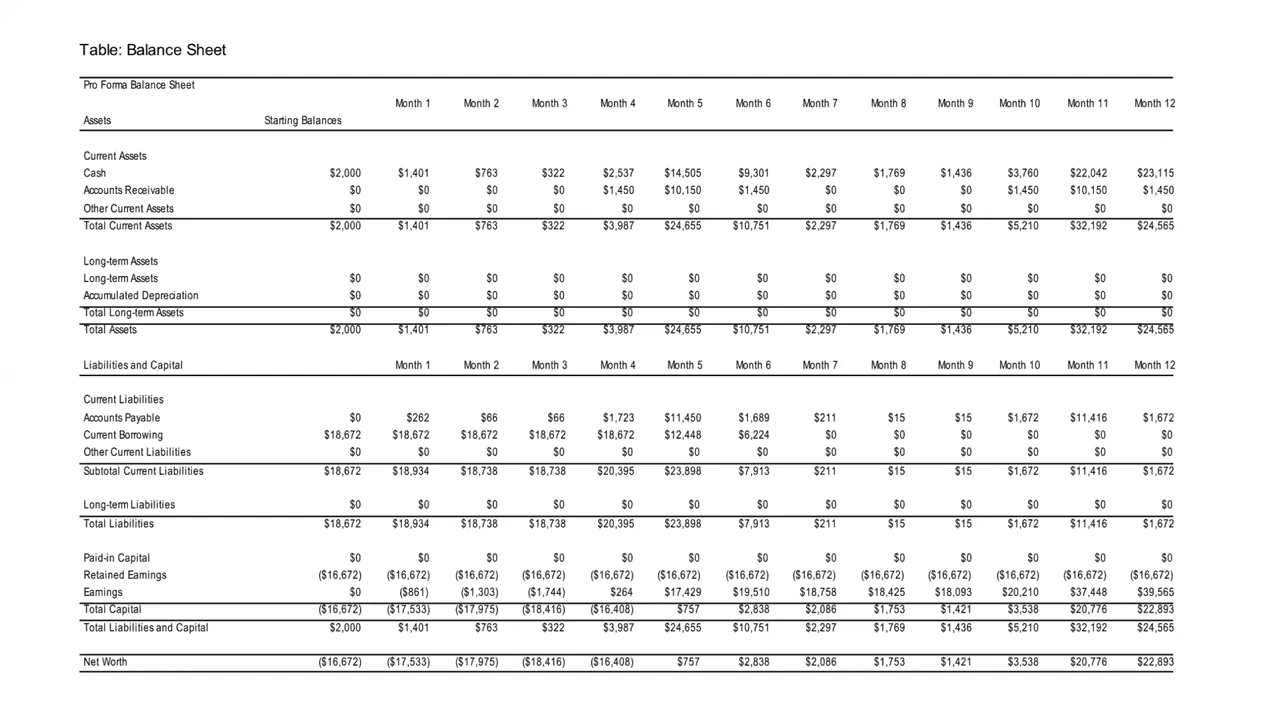 Table: Balance Sheet
Pro Forma Balance Sheet
Month 1 Month 2 Month 3 Month 4 Month 5 Month 6 Month 7 Month 8 Month 9 Month 10 Month 11 Month 12
Assets Starting Balances
Current Assets
Cash $2,000 $1,401 $763 $322 $2,537 $14,505 $9,301 $2,297 $1,769 $1,436 $3,760 $22,042 $23,115
Accounts Receivable $0 $0 $0 $0 $1,450 $10,150 $1,450 $0 $0 $0 $1,450 $10,150 $1,450
Other Current Assets $0 $0 $0 $0 $0 $0 $0 $0 $0 $0 $0 $0 $0
Total Current Assets $2,000 $1,401 $763 $322 $3,987 $24,655 $10,751 $2,297 $1,769 $1,436 $5,210 $32,192 $24,565
Long-term Assets
Long-term Assets $0 $0 $0 $0 $0 $0 $0 $0 $0 $0 $0 $0 $0
Accumulated Depreciation $0 $0 $0 $0 $0 $0 $0 $0 $0 $0 $0 $0 $0
Total Long-term Assets $0 $0 $0 $0 $0 $0 $0 $0 $0 $0 $0 $0 $0
Total Assets $2,000 $1,401 $763 $322 $3,987 $24,655 $10,751 $2,297 $1,769 $1,436 $5,210 $32,192 $24,565
Liabilities and Capital Month 1 Month 2 Month 3 Month 4 Month 5 Month 6 Month 7 Month 8 Month 9 Month 10 Month 11 Month 12
Current Liabilities
Accounts Payable $0 $262 $66 $66 $1,723 $11,450 $1,689 $211 $15 $15 $1,672 $11,416 $1,672
Current Borrowing $18,672 $18,672 $18,672 $18,672 $18,672 $12,448 $6,224 $0 $0 $0 $0 $0 $0
Other Current Liabilities $0 $0 $0 $0 $0 $0 $0 $0 $0 $0 $0 $0 $0
Subtotal Current Liabilities $18,672 $18,934 $18,738 $18,738 $20,395 $23,898 $7,913 $211 $15 $15 $1,672 $11,416 $1,672
Long-term Liabilities $0 $0 $0 $0 $0 $0 $0 $0 $0 $0 $0 $0 $0
Total Liabilities $18,672 $18,934 $18,738 $18,738 $20,395 $23,898 $7,913 $211 $15 $15 $1,672 $11,416 $1,672
Paid-in Capital $0 $0 $0 $0 $0 $0 $0 $0 $0 $0 $0 $0 $0
Retained Earnings ($16,672) ($16,672) ($16,672) ($16,672) ($16,672) ($16,672) ($16,672) ($16,672) ($16,672) ($16,672) ($16,672) ($16,672) ($16,672)
Earnings $0 ($861) ($1,303) ($1,744) $264 $17,429 $19,510 $18,758 $18,425 $18,093 $20,210 $37,448 $39,565
Total Capital ($16,672) ($17,533) ($17,975) ($18,416) ($16,408) $757 $2,838 $2,086 $1,753 $1,421 $3,538 $20,776 $22,893
Total Liabilities and Capital $2,000 $1,401 $763 $322 $3,987 $24,655 $10,751 $2,297 $1,769 $1,436 $5,210 $32,192 $24,565
Net Worth ($16,672) ($17,533) ($17,975) ($18,416) ($16,408) $757 $2,838 $2,086 $1,753 $1,421 $3,538 $20,776 $22,893